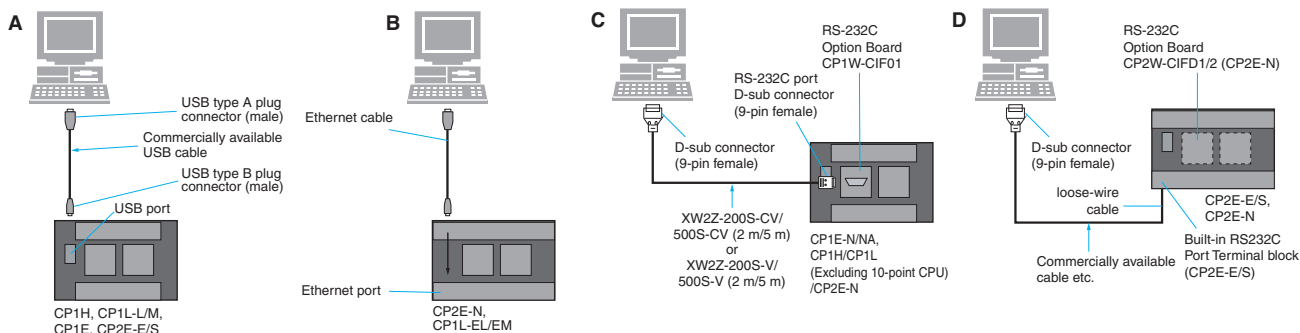 A
USB type A plug
connector (male)
Commercially available
USB cable
USB type B plug
connector (male)
USB port
CP1H, CP1L-L/M,
CP1E, CP2E-E/S
B
Ethernet cable
Ethernet port
CP2E-N,
CP1L-EL/EM
C
RS-232C
Option Board
CP1W-CIF01
RS-232C port
D-sub connector
(9-pin female)
D-sub connector
(9-pin female)
XW2Z-200S-CV/
500S-CV (2 m/5 m)
or
XW2Z-200S-V/
500S-V (2 m/5 m)
CP1E-N/NA,
CP1H/CP1L
(Excluding 10-point CPU)
/CP2E-N
D
RS-232C
Option Board
CP2W-CIFD1/2 (CP2E-N)
D-sub connector
(9-pin female)
loose-wire
cable
CP2E-E/S,
CP2E-N
Commercially available
cable etc.
Built-in RS232C
Port Terminal block
(CP2E-E/S)